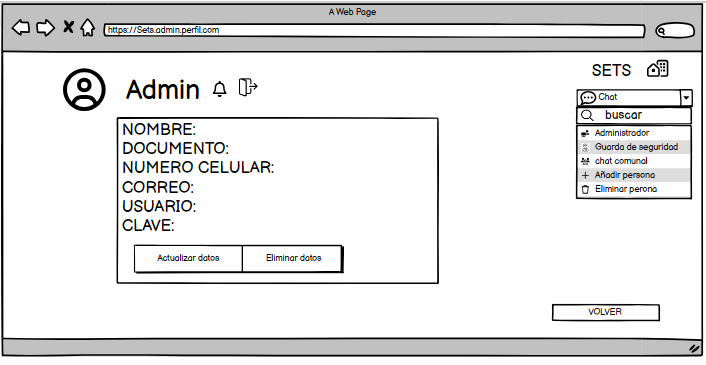 A Web Page
https://Sets.admin.perfil.com
SETS
Admin
Chat
buscar
Administrador
Guarda de seguridad
chat comunal
Añadir persona
Eliminar perona
NOMBRE:
DOCUMENTO:
NUMERO CELULAR:
CORREO:
USUARIO:
CLAVE:
Actualizar datos
Eliminar datos
VOLVER